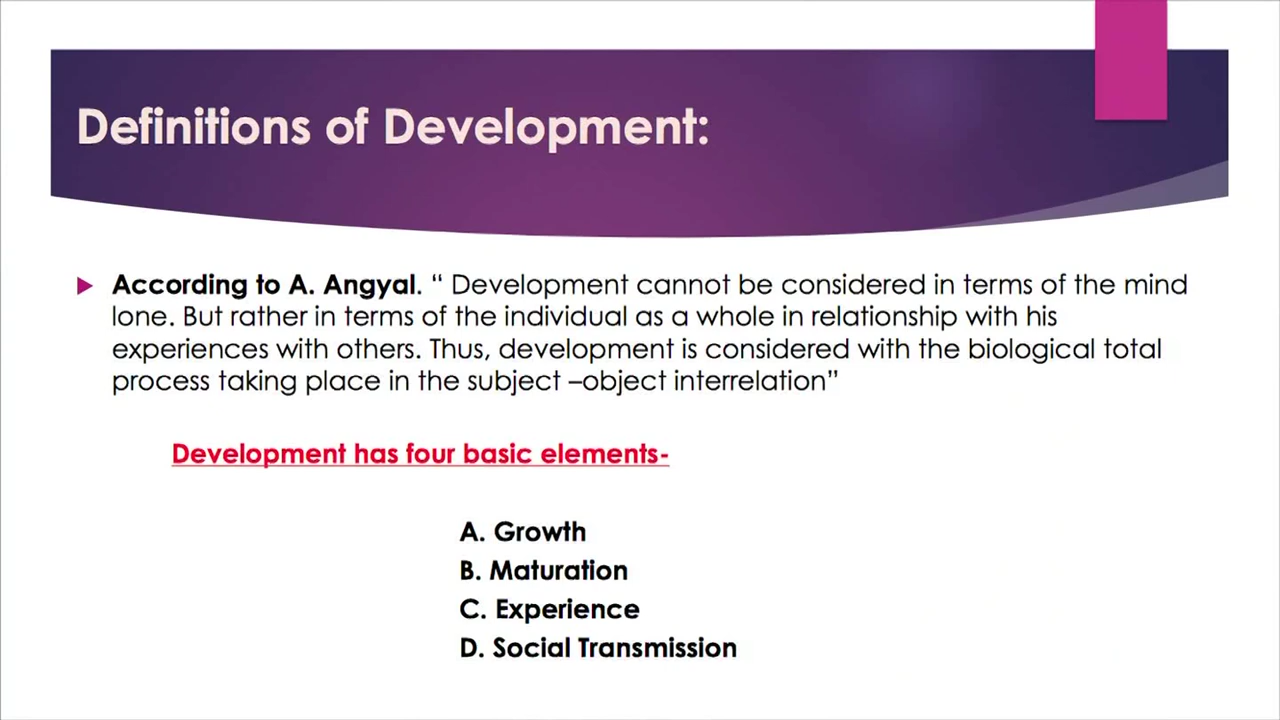 Definitions of Development:
According to A. Angyal. “ Development cannot be considered in terms of the mind
lone. But rather in terms of the individual as a whole in relationship with his
experiences with others. Thus, development is considered with the biological total
process taking place in the subject –object interrelation”
Development has four basic elements-
A. Growth
B. Maturation
C. Experience
D. Social Transmission